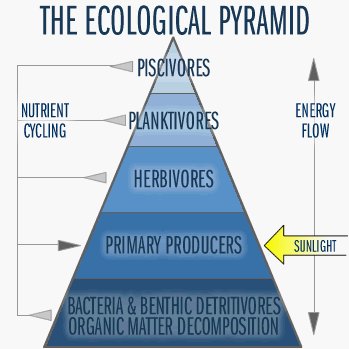 THE ECOLOGICAL PYRAMID
PISCIVORES
NUTRIENT
CYCLING
PLANKTIVORES
ENERGY
FLOW
HERBIVORES
PRIMARY PRODUCERS
SUNLIGHT
BACTERIA & BENTHIC DETRITIVORES
ORGANIC MATTER DECOMPOSITION